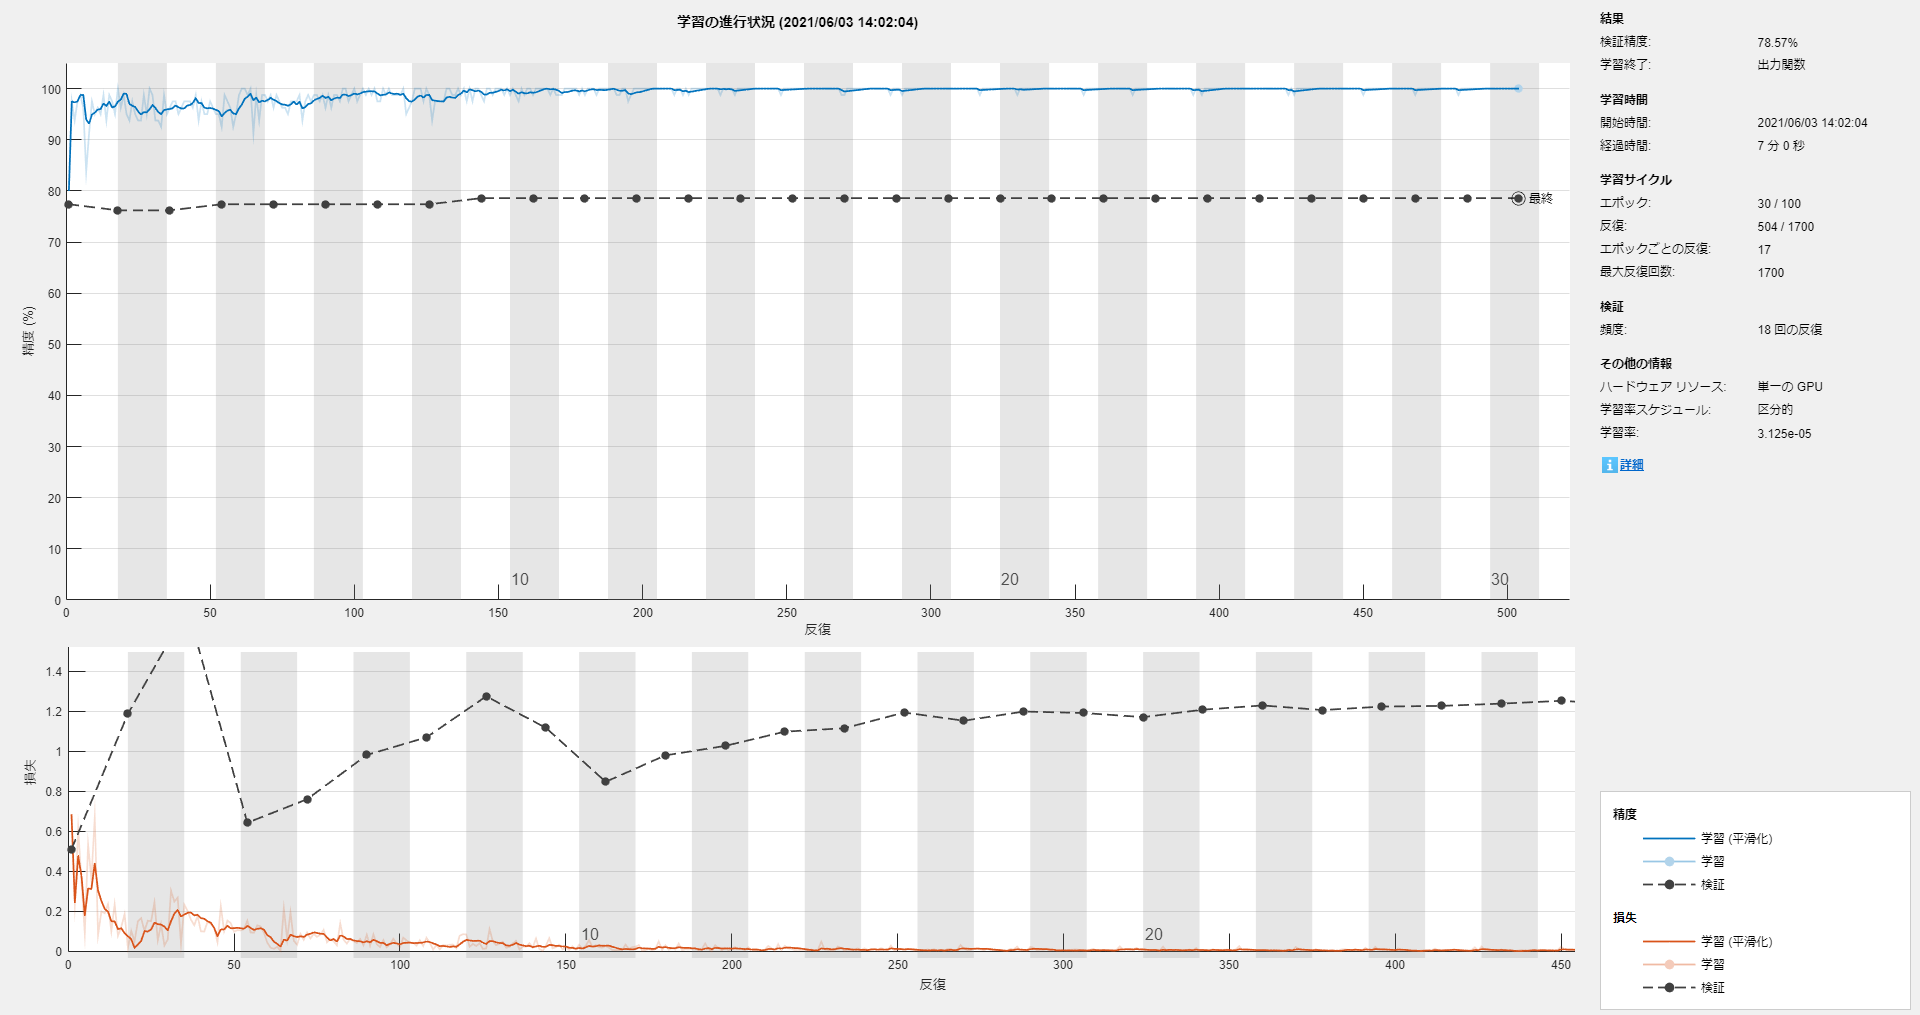 学習の進行状況 (2021/06/03 14:02:04)
100
90
80
70
60
50
40
30
20
10
0
精度 (%)
最終
10
20
30
0
50
100
150
200
250
300
350
400
450
500
反復
1.4
1.2
1
0.8
0.6
0.4
0.2
0
損失
10
20
0
50
100
150
200
250
300
350
400
450
反復
結果
検証精度: 78.57%
学習終了: 出力関数
学習時間
開始時間: 2021/06/03 14:02:04
経過時間: 7 分 0 秒
学習サイクル
エポック: 30 / 100
反復: 504 / 1700
エポックごとの反復: 17
最大反復回数: 1700
検証
頻度: 18 回の反復
その他の情報
ハードウェア リソース: 単一の GPU
学習率スケジュール: 区分的
学習率: 3.125e-05
i 詳細
精度
学習 (平滑化)
学習
検証
損失
学習 (平滑化)
学習
検証